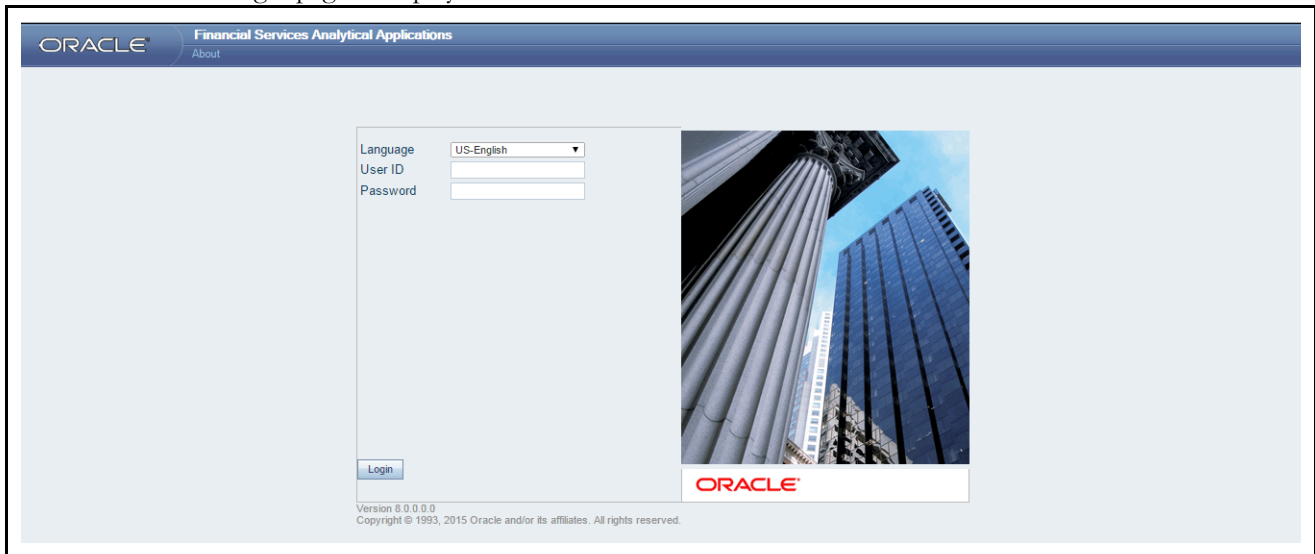 ORACLE®
Financial Services Analytical Applications
About
Language US-English
User ID
Password
Login
ORACLE®
Version 8.0.0.0.0
Copyright © 1993, 2015 Oracle and/or its affiliates. All rights reserved.